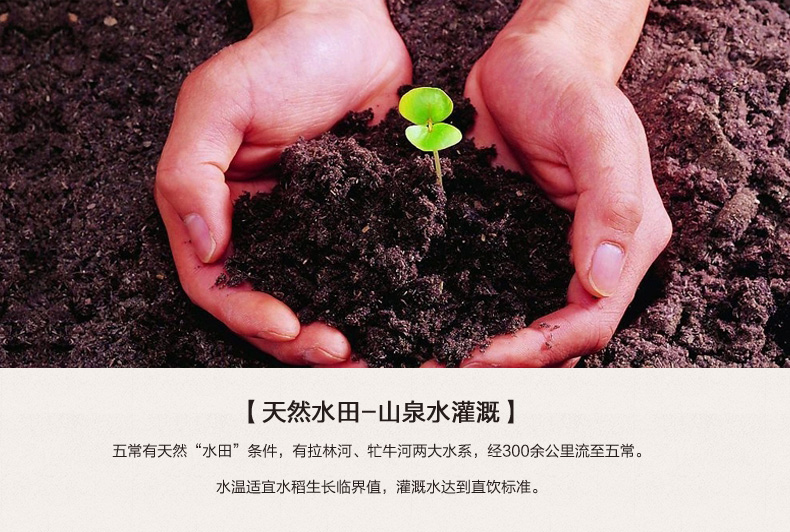 【天然水田-山泉水灌溉】
五常有天然“水田”条件，有拉林河、牤牛河两大水系，经300余公里流至五常。
水温适宜水稻生长临界值，灌溉水达到直饮标准。